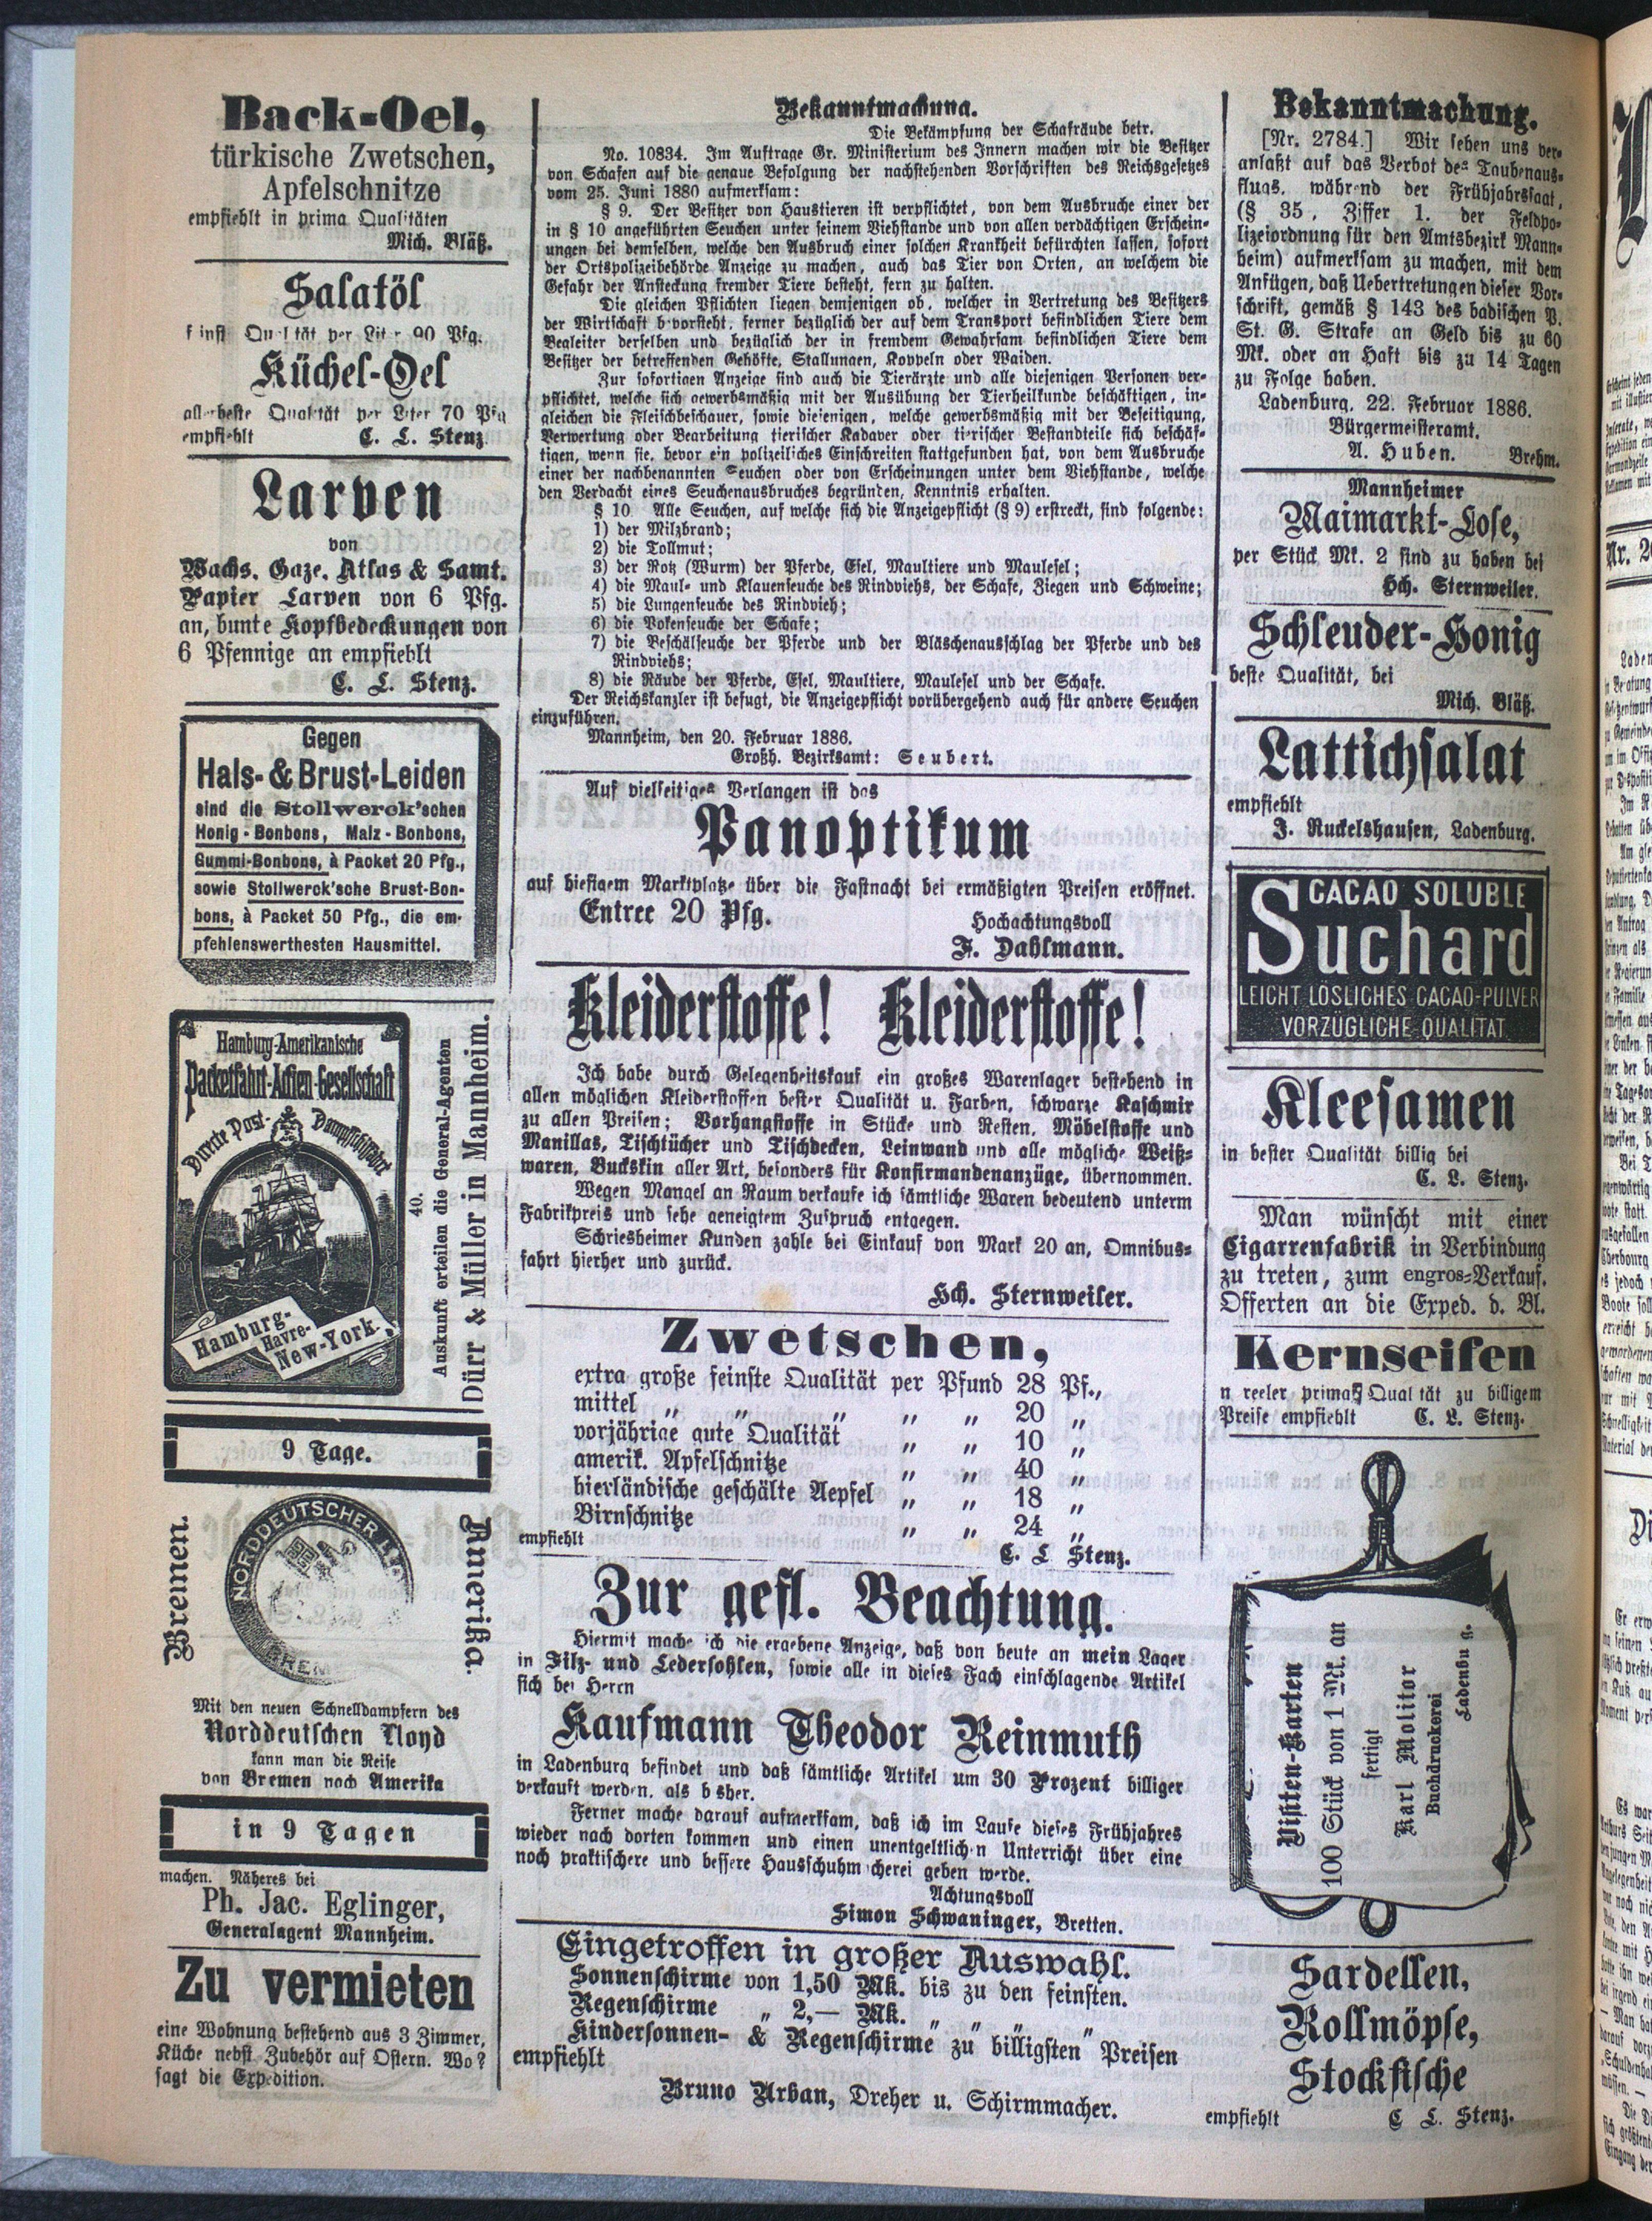 Back-Oel,
türkische Zwetschen,
Apfelschnitze
empfiehlt in prima Qualitäten
Mich. Bläß.
Salatöl
Qualität per Liter 90 Pfg.
Küchel-Oel
allerbeste Qualität per Liter 70 Pfg
empfiehlt C. L. Stenz.
Larven
von
Wachs, Gaze, Atlas & Samt.
Papier Larven von 6 Pfg.
an, bunte Kopfbedeckungen von
6 Pfennige an empfiehlt
C. L. Stenz.
Gegen
Hals- & Brust-Leiden
sind die Stollwerck'schen
Honig-Bonbons, Malz-Bonbons,
Gummi-Bonbons, à Packet 20 Pfg.,
sowie Stollwerck'sche Brust-Bon-
bons, à Packet 50 Pfg., die em-
pfehlenswerthesten Hausmittel.
Hamburg-Amerikanische
Packetfahrt-Actien-Gesellschaft
Directe Post- Dampfschiffahrt
Hamburg-
Havre-
New-York.
40.
Auskunft erteilen die General-Agenten
Dürr & Müller in Mannheim.
9 Tage.
Bremen.
NORDDEUTSCHER
BREM
Amerika.
Mit den neuen Schnelldampfern des
Norddeutschen Lloyd
kann man die Reise
von Bremen nach Amerika
in 9 Tagen
machen. Näheres bei
Ph. Jac. Eglinger,
Generalagent Mannheim.
Zu vermieten
eine Wohnung bestehend aus 3 Zimmer,
Küche nebst Zubehör auf Ostern. Wo?
sagt die Expedition.
Bekanntmachung.
Die Bekämpfung der Schafräude betr.
No. 10834. Im Auftrage Gr. Ministerium des Innern machen wir die Besitzer
von Schafen auf die genaue Befolgung der nachstehenden Vorschriften des Reichsgesetzes
vom 25. Juni 1880 aufmerksam:
§ 9. Der Besitzer von Haustieren ist verpflichtet, von dem Ausbruche einer der
in § 10 angeführten Seuchen unter seinem Viehstande und von allen verdächtigen Erschein-
ungen bei demselben, welche den Ausbruch einer solchen Krankheit befürchten lassen, sofort
der Ortspolizeibehörde Anzeige zu machen, auch das Tier von Orten, an welchem die
Gefahr der Ansteckung fremder Tiere besteht, fern zu halten.
Die gleichen Pflichten liegen demjenigen ob, welcher in Vertretung des Besitzers
der Wirtschaft bevorsteht, ferner bezüglich der auf dem Transport befindlichen Tiere dem
Begleiter derselben und bezüglich der in fremdem Gewahrsam befindlichen Tiere dem
Besitzer der betreffenden Gehöfte, Stallungen, Koppeln oder Waiden.
Zur sofortigen Anzeige sind auch die Tierärzte und alle diejenigen Personen ver-
pflichtet, welche sich gewerbsmäßig mit der Ausübung der Tierheilkunde beschäftigen, in-
gleichen die Fleischbeschauer, sowie diejenigen, welche gewerbsmäßig mit der Beseitigung,
Verwertung oder Bearbeitung tierischer Kadaver oder tierischer Bestandteile sich beschäf-
tigen, wenn sie, bevor ein polizeiliches Einschreiten stattgefunden hat, von dem Ausbruche
einer der nachbenannten Seuchen oder von Erscheinungen unter dem Viehstande, welche
den Verdacht eines Seuchenausbruches begründen, Kenntnis erhalten.
§ 10. Alle Seuchen, auf welche sich die Anzeigepflicht (§ 9) erstreckt, sind folgende:
1) der Milzbrand;
2) die Tollmut;
3) der Rotz (Wurm) der Pferde, Esel, Maultiere und Maulesel;
4) die Maul- und Klauenseuche des Rindviehs, der Schafe, Ziegen und Schweine;
5) die Lungenseuche des Rindvieh;
6) die Pokenseuche der Schafe;
7) die Beschälseuche der Pferde und der Bläschenausschlag der Pferde und des
Rindviehs;
8) die Räude der Pferde, Esel, Maultiere, Maulesel und der Schafe.
Der Reichskanzler ist befugt, die Anzeigepflicht vorübergehend auch für andere Seuchen
einzuführen.
Mannheim, den 20. Februar 1886.
Großh. Bezirksamt: Seubert.
Auf vielseitiges Verlangen ist das
Panoptikum
auf hiesigem Marktplatze über die Fastnacht bei ermäßigten Preisen eröffnet.
Entree 20 Pfg. Hochachtungsvoll
F. Dahlmann.
Kleiderstoffe! Kleiderstoffe!
Ich habe durch Gelegenheitskauf ein großes Warenlager bestehend in
allen möglichen Kleiderstoffen bester Qualität u. Farben, schwarze Kaschmir
zu allen Preisen; Vorhangstoffe in Stücke und Resten, Möbelstoffe und
Manillas, Tischtücher und Tischdecken, Leinwand und alle mögliche Weiß-
waren, Buckskin aller Art, besonders für Konfirmandenanzüge, übernommen.
Wegen Mangel an Raum verkaufe ich sämtliche Waren bedeutend unterm
Fabrikpreis und sehe geneigtem Zuspruch entgegen.
Schriesheimer Kunden zahle bei Einkauf von Mark 20 an, Omnibus-
fahrt hierher und zurück.
Hch. Sternweiler.
Zwetschen,
extra große feinste Qualität per Pfund 28 Pf.,
mittel „ „ „ „ „ 20 „
vorjährige gute Qualität „ „ 10 „
amerik. Apfelschnitze „ „ 40 „
hierländische geschälte Aepfel „ „ 18 „
Birnschnitze „ „ 24 „
empfiehlt C. L Stenz.
Zur gefl. Beachtung.
Hiermit mache ich die ergebene Anzeige, daß von heute an mein Lager
in Filz- und Ledersohlen, sowie alle in dieses Fach einschlagende Artikel
sich bei Herrn
Kaufmann Theodor Reinmuth
in Ladenburg befindet und daß sämtliche Artikel um 30 Prozent billiger
verkauft werden, als bisher.
Ferner mache darauf aufmerksam, daß ich im Laufe dieses Frühjahres
wieder nach dorten kommen und einen unentgeltlichen Unterricht über eine
noch praktischere und bessere Hausschuhmacherei geben werde.
Achtungsvoll
Simon Schwaninger, Bretten.
Eingetroffen in großer Auswahl.
Sonnenschirme von 1,50 Mk. bis zu den feinsten.
Regenschirme „ 2,— Mk. „ „ „ „
Kindersonnen- & Regenschirme zu billigsten Preisen
empfiehlt
Bruno Urban, Dreher u. Schirmmacher.
Bekanntmachung.
[Nr. 2784.] Wir sehen uns ver-
anlaßt auf das Verbot des Taubenaus-
flugs, während der Frühjahrssaat,
(§ 35, Ziffer 1. der Feldpo-
lizeiordnung für den Amtsbezirk Mann-
heim) aufmerksam zu machen, mit dem
Anfügen, daß Uebertretungen dieser Vor-
schrift, gemäß § 143 des badischen P.
St. G. Strafe an Geld bis zu 60
Mk. oder an Haft bis zu 14 Tagen
zu Folge haben.
Ladenburg, 22. Februar 1886.
Bürgermeisteramt.
A. Huben. Brehm.
Mannheimer
Maimarkt-Lose,
per Stück Mk. 2 sind zu haben bei
Hch. Sternweiler.
Schleuder-Honig
beste Qualität, bei
Mich. Bläß.
Lattichsalat
empfiehlt
J. Ruckelshausen, Ladenburg.
CACAO SOLUBLE
Suchard
LEICHT LÖSLICHES CACAO-PULVER
VORZÜGLICHE QUALITAT
Kleesamen
in bester Qualität billig bei
C. L. Stenz.
Man wünscht mit einer
Cigarrenfabrik in Verbindung
zu treten, zum engros-Verkauf.
Offerten an die Exped. d. Bl.
Kernseifen
n reeler prima Qualität zu billigem
Preise empfiehlt C. L. Stenz.
Visiten-Karten
100 Stück von 1 Mk. an
fertigt
Karl Molitor
Buchdruckerei
Ladenbu g.
Sardellen,
Rollmöpse,
Stockfische
empfiehlt C L. Stenz.